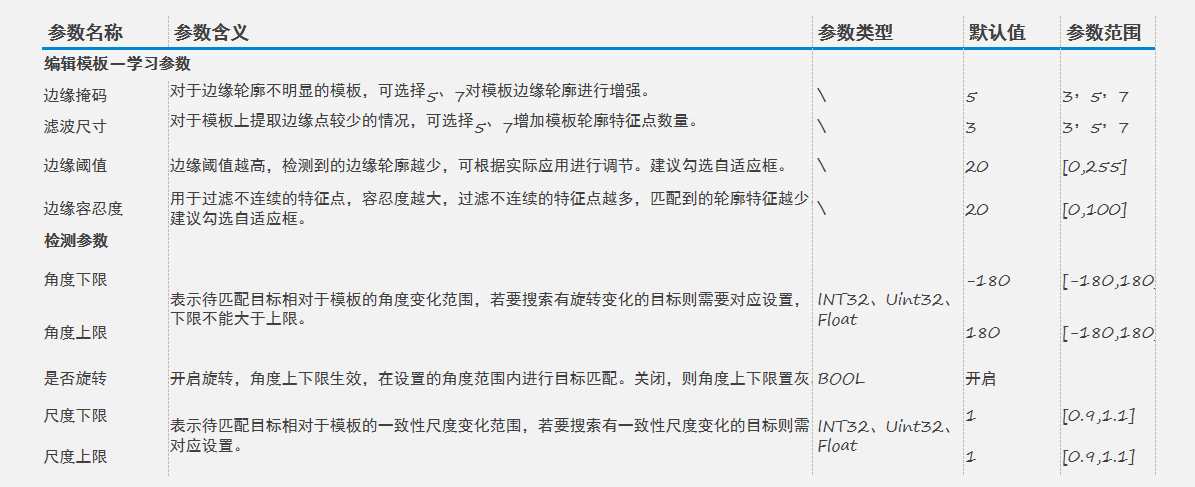 参数名称 参数含义 参数类型 默认值 参数范围
编辑模板—学习参数
边缘掩码 对于边缘轮廓不明显的模板，可选择5、7对模板边缘轮廓进行增强。 \ 5 3，5，7
滤波尺寸 对于模板上提取边缘点较少的情况，可选择5、7增加模板轮廓特征点数量。 \ 3 3，5，7
边缘阈值 边缘阈值越高，检测到的边缘轮廓越少，可根据实际应用进行调节。建议勾选自适应框。 \ 20 [0,255]
边缘容忍度 用于过滤不连续的特征点，容忍度越大，过滤不连续的特征点越多，匹配到的轮廓特征越少 \ 20 [0,100]
建议勾选自适应框。
检测参数
角度下限 -180 [-180,180
表示待匹配目标相对于模板的角度变化范围，若要搜索有旋转变化的目标则需要对应设置， INT32、Uint32、
下限不能大于上限。 Float
角度上限 180 [-180,180
是否旋转 开启旋转，角度上下限生效，在设置的角度范围内进行目标匹配。关闭，则角度上下限置灰 BOOL 开启
尺度下限 1 [0.9,1.1]
表示待匹配目标相对于模板的一致性尺度变化范围，若要搜索有一致性尺度变化的目标则需 INT32、Uint32、
对应设置。 Float
尺度上限 1 [0.9,1.1]